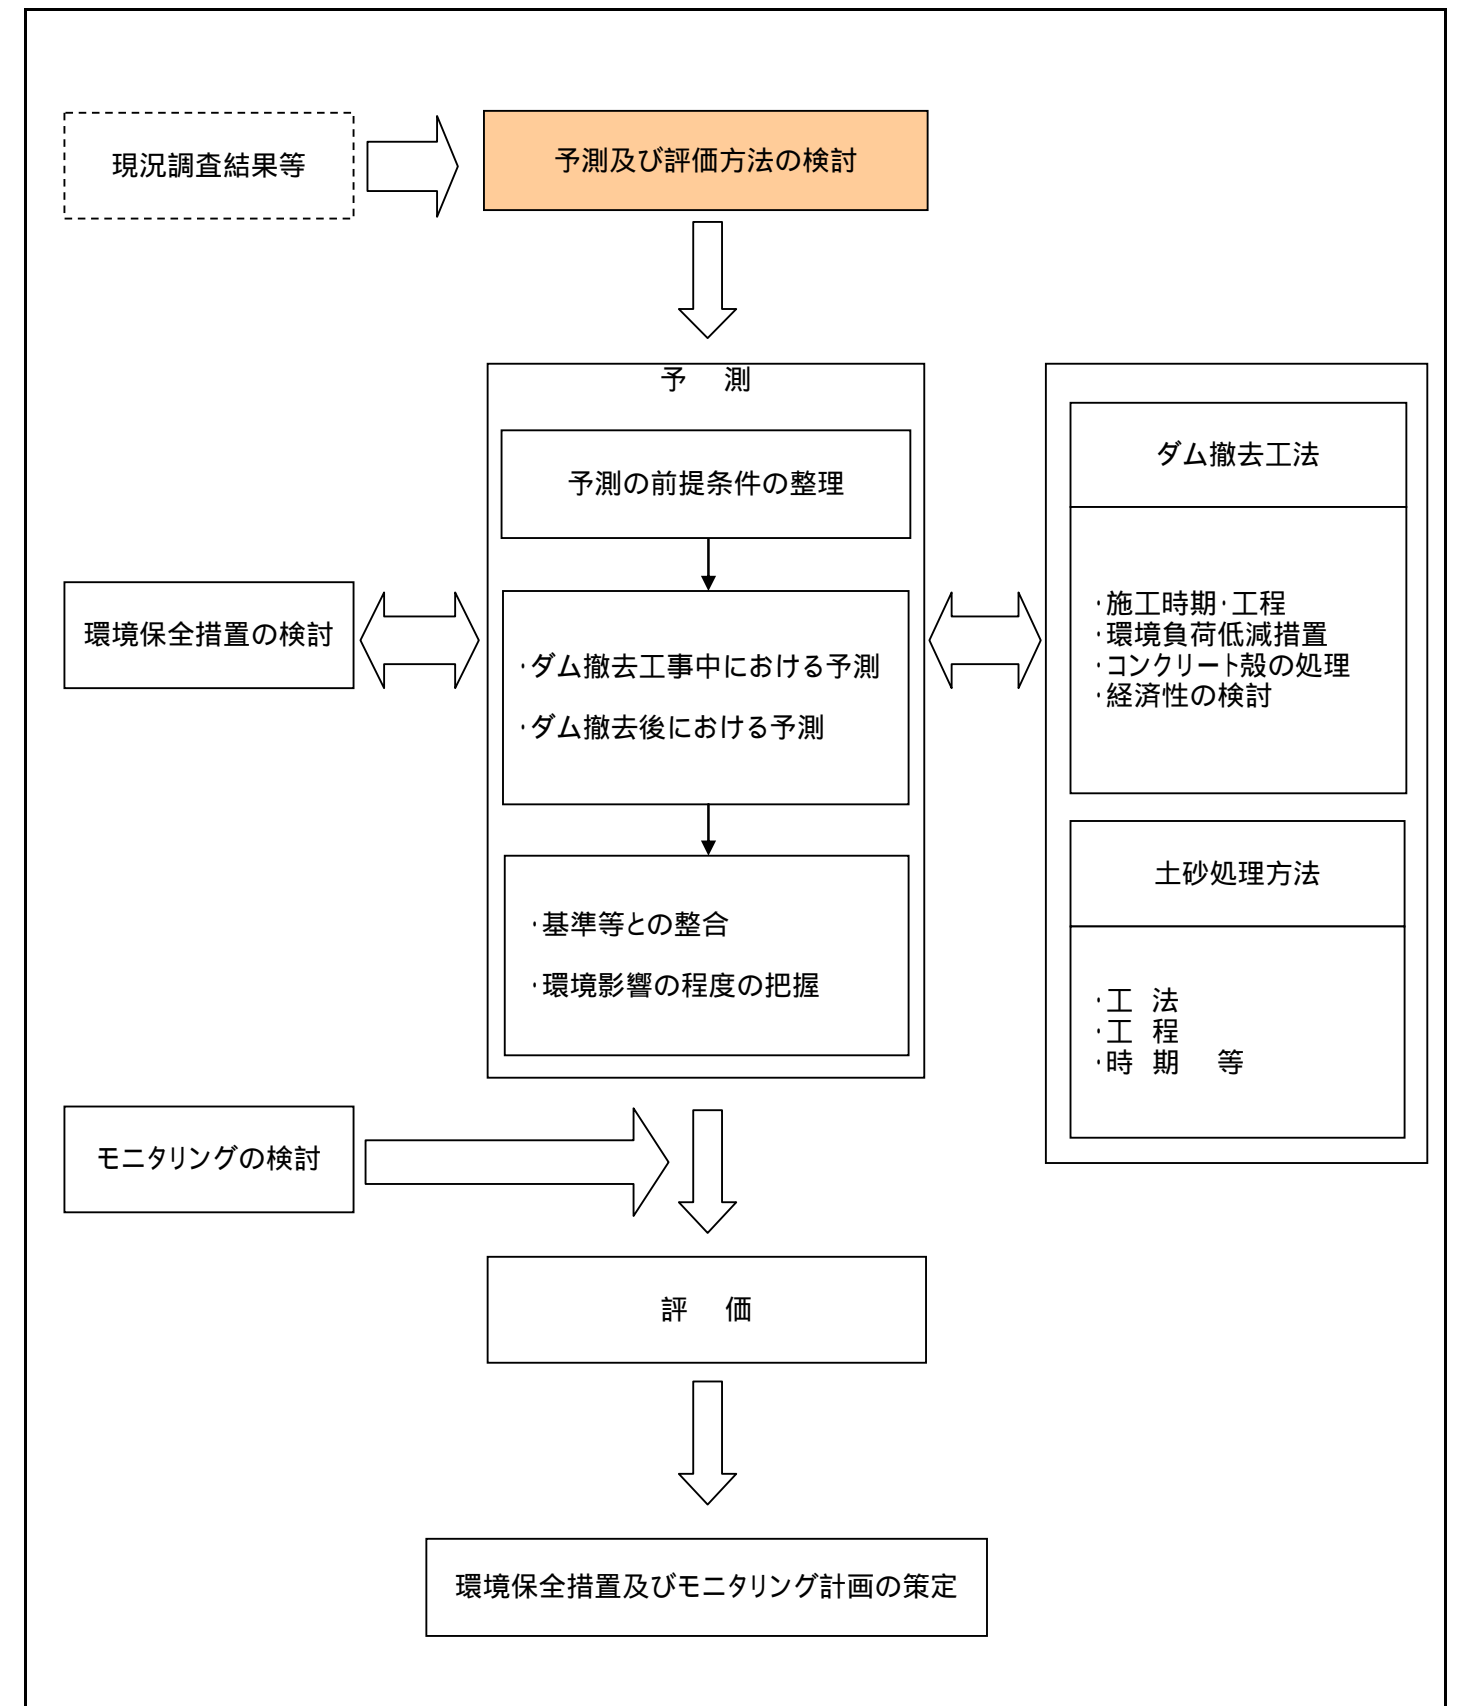 現況調査結果等
予測及び評価方法の検討
予 測
予測の前提条件の整理
・ダム撤去工事中における予測
・ダム撤去後における予測
・基準等との整合
・環境影響の程度の把握
環境保全措置の検討
ダム撤去工法
・施工時期・工程
・環境負荷低減措置
・コンクリート殻の処理
・経済性の検討
土砂処理方法
・工 法
・工 程
・時 期 等
モニタリングの検討
評 価
環境保全措置及びモニタリング計画の策定